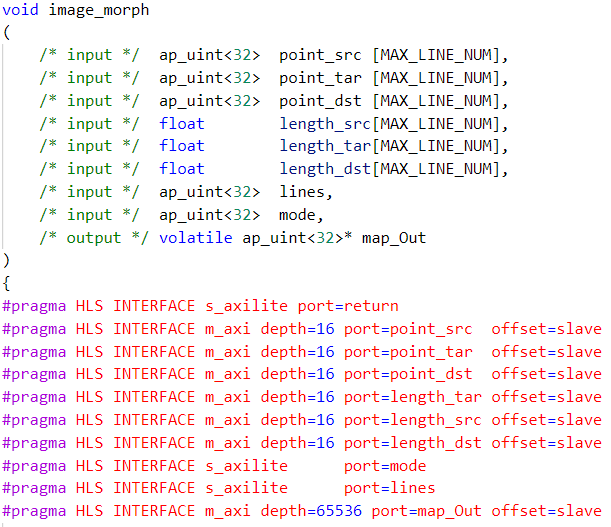 void image_morph
(
    /* input */  ap_uint<32>  point_src [MAX_LINE_NUM],
    /* input */  ap_uint<32>  point_tar [MAX_LINE_NUM],
    /* input */  ap_uint<32>  point_dst [MAX_LINE_NUM],
    /* input */  float        length_src[MAX_LINE_NUM],
    /* input */  float        length_tar[MAX_LINE_NUM],
    /* input */  float        length_dst[MAX_LINE_NUM],
    /* input */  ap_uint<32>  lines,
    /* input */  ap_uint<32>  mode,
    /* output */ volatile ap_uint<32>* map_Out
)
{
#pragma HLS INTERFACE s_axilite port=return
#pragma HLS INTERFACE m_axi depth=16 port=point_src  offset=slave
#pragma HLS INTERFACE m_axi depth=16 port=point_tar  offset=slave
#pragma HLS INTERFACE m_axi depth=16 port=point_dst  offset=slave
#pragma HLS INTERFACE m_axi depth=16 port=length_tar offset=slave
#pragma HLS INTERFACE m_axi depth=16 port=length_src offset=slave
#pragma HLS INTERFACE m_axi depth=16 port=length_dst offset=slave
#pragma HLS INTERFACE s_axilite      port=mode
#pragma HLS INTERFACE s_axilite      port=lines
#pragma HLS INTERFACE m_axi depth=65536 port=map_Out offset=slave